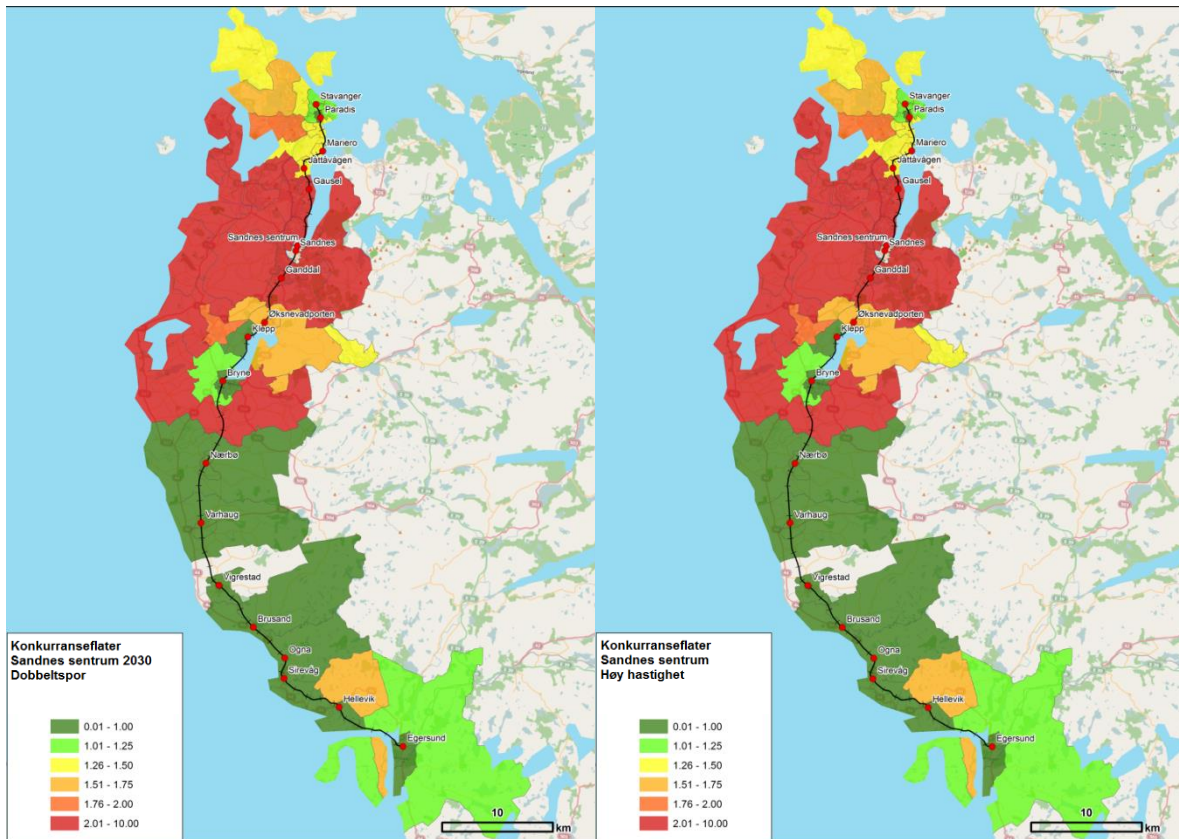 Stavanger
Paradis
Mariero
Jåttåvågen
Gausel
Sandnes sentrum
Sandnes
Ganddal
Øksnevadporten
Klepp
Bryne
Nærbø
Varhaug
Vigrestad
Brusand
Ogna
Sirevåg
Hellevik
Egersund
Konkurranseflater
Sandnes sentrum 2030
Dobbeltspor
0.01 - 1.00
1.01 - 1.25
1.26 - 1.50
1.51 - 1.75
1.76 - 2.00
2.01 - 10.00
10
km
Stavanger
Paradis
Mariero
Jåttåvågen
Gausel
Sandnes sentrum
Sandnes
Ganddal
Øksnevadporten
Klepp
Bryne
Nærbø
Varhaug
Vigrestad
Brusand
Ogna
Sirevåg
Hellevik
Egersund
Konkurranseflater
Sandnes sentrum
Høy hastighet
0.01 - 1.00
1.01 - 1.25
1.26 - 1.50
1.51 - 1.75
1.76 - 2.00
2.01 - 10.00
10
km